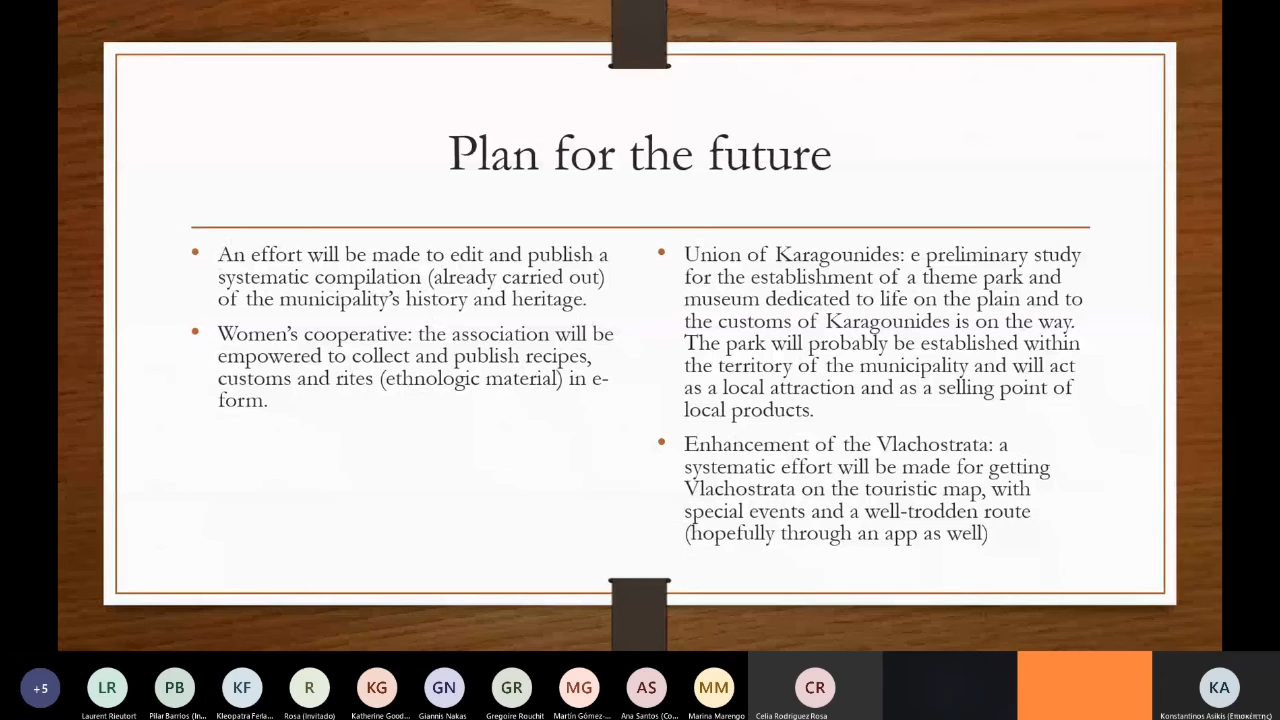 Plan for the future
• An effort will be made to edit and publish a
systematic compilation (already carried out)
of the municipality's history and heritage.
• Women's cooperative: the association will be
empowered to collect and publish recipes,
customs and rites (ethnologic material) in e-
form.
• Union of Karagounides: e preliminary study
for the establishment of a theme park and
museum dedicated to life on the plain and to
the customs of Karagounides is on the way.
The park will probably be established within
the territory of the municipality and will act
as a local attraction and as a selling point of
local products.
• Enhancement of the Vlachostrata: a
systematic effort will be made for getting
Vlachostrata on the touristic map, with
special events and a well-trodden route
(hopefully through an app as well)
+5
LR
Laurent Rieutort
PB
Pilar Barrios (In...
KF
Kleopatra Ferla...
R
Rosa (Invitado)
KG
Katherine Good...
GN
Giannis Nakas
GR
Gregoire Rouchit
MG
Martín Gómez-...
AS
Ana Santos (Co...
MM
Marina Marengo
CR
Celia Rodríguez Rosa
KA
Konstantinos Asikis (Επισκέπτης)